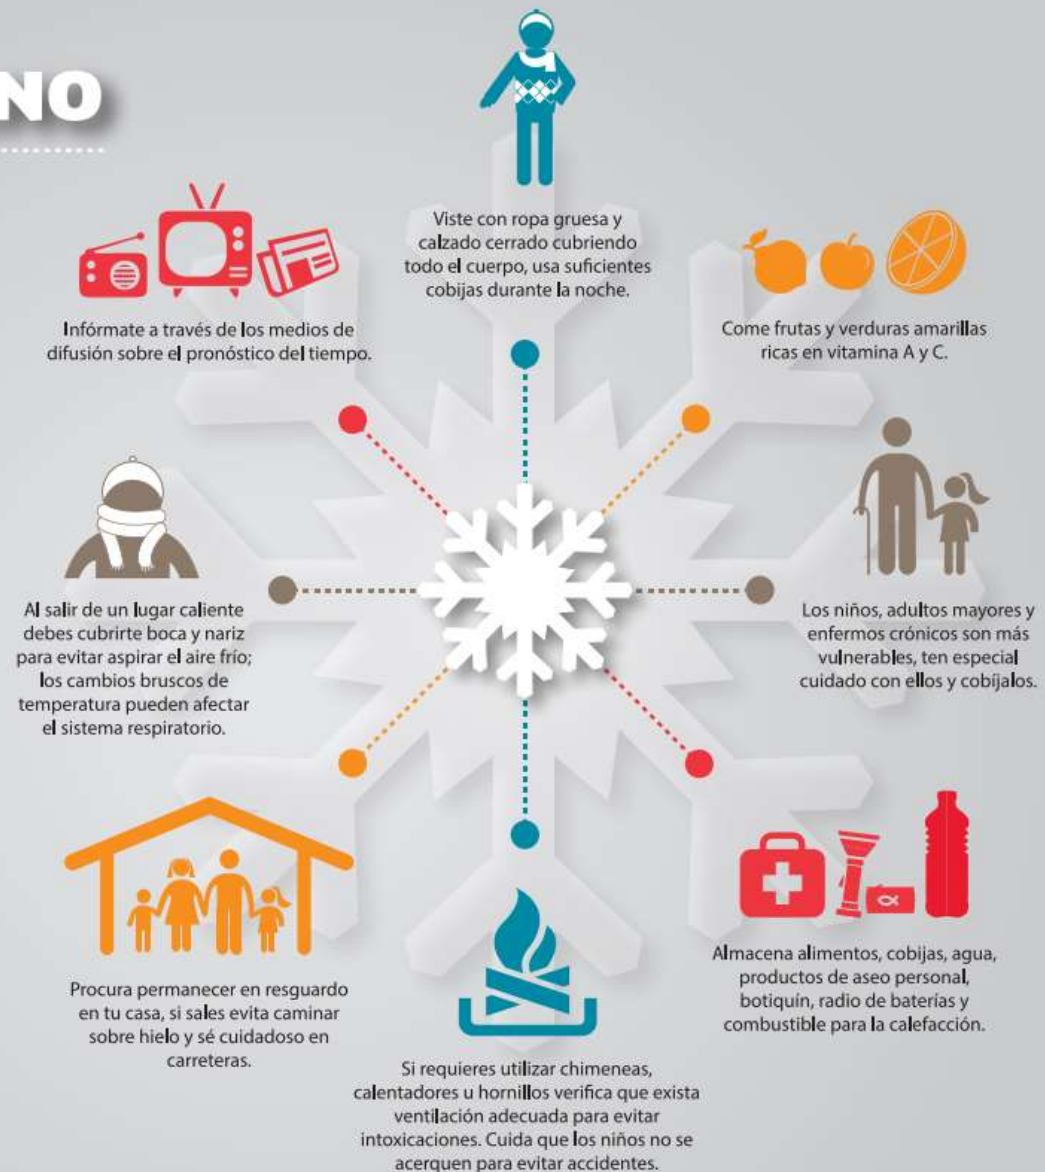 NO
Viste con ropa gruesa y
calzado cerrado cubriendo
todo el cuerpo, usa suficientes
cobijas durante la noche.
Infórmate a través de los medios de
difusión sobre el pronóstico del tiempo.
Come frutas y verduras amarillas
ricas en vitamina A y C.
Al salir de un lugar caliente
debes cubrirte boca y nariz
para evitar aspirar el aire frío;
los cambios bruscos de
temperatura pueden afectar
el sistema respiratorio.
Los niños, adultos mayores y
enfermos crónicos son más
vulnerables, ten especial
cuidado con ellos y cobíjalos.
Procura permanecer en resguardo
en tu casa, si sales evita caminar
sobre hielo y sé cuidadoso en
carreteras.
Almacena alimentos, cobijas, agua,
productos de aseo personal,
botiquín, radio de baterías y
combustible para la calefacción.
Si requieres utilizar chimeneas,
calentadores u hornillos verifica que exista
ventilación adecuada para evitar
intoxicaciones. Cuida que los niños no se
acerquen para evitar accidentes.